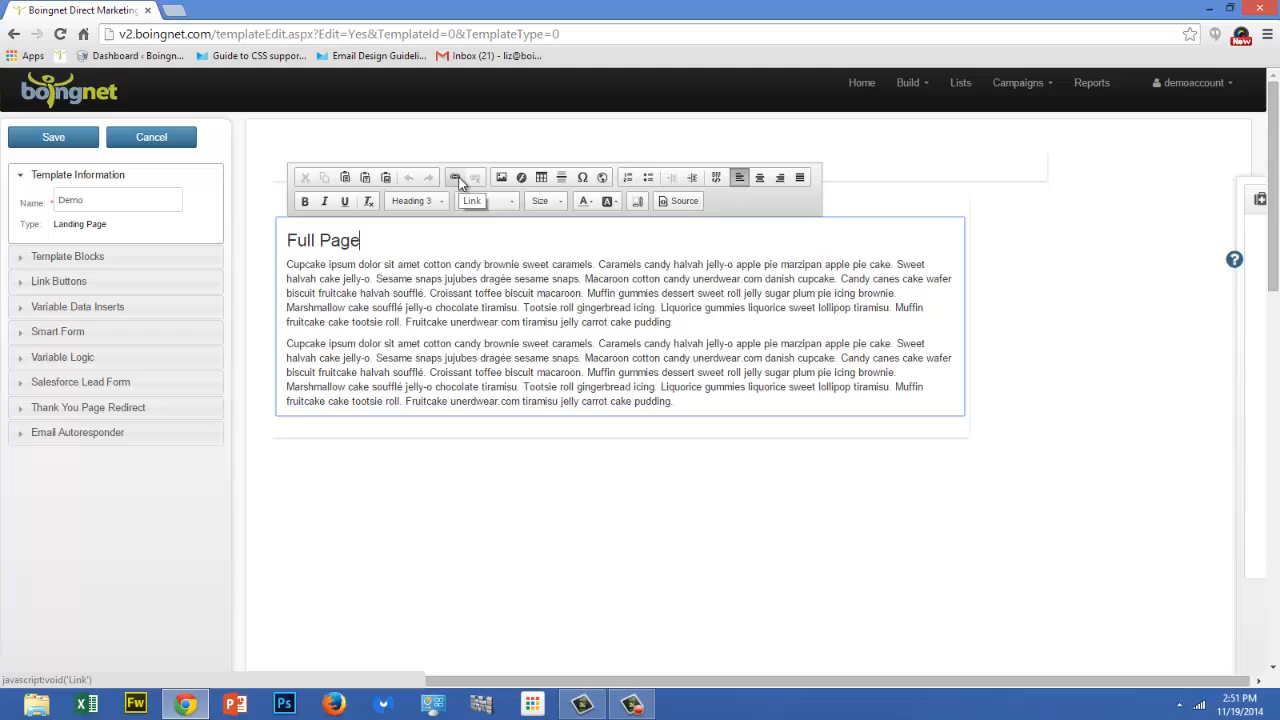 Boingnet Direct Marketing
v2.boingnet.com/templateEdit.aspx?Edit=Yes&TemplateId=0&TemplateType=0
New
Apps
Dashboard ‹ Boingn...
Guide to CSS suppor...
Email Design Guideli...
Inbox (21) - liz@boi...
boingnet
Home
Build
Lists
Campaigns
Reports
demoaccount
Save
Cancel
Template Information
Name: * Demo
Type: Landing Page
Template Blocks
Link Buttons
Variable Data Inserts
Smart Form
Variable Logic
Salesforce Lead Form
Thank You Page Redirect
Email Autoresponder
B I U Tx Heading 3 Link Size A A Source
Full Page
Cupcake ipsum dolor sit amet cotton candy brownie sweet caramels. Caramels candy halvah jelly-o apple pie marzipan apple pie cake. Sweet
halvah cake jelly-o. Sesame snaps jujubes dragée sesame snaps. Macaroon cotton candy unerdwear.com danish cupcake. Candy canes cake wafer
biscuit fruitcake halvah soufflé. Croissant toffee biscuit macaroon. Muffin gummies dessert sweet roll jelly sugar plum pie icing brownie.
Marshmallow cake soufflé jelly-o chocolate tiramisu. Tootsie roll gingerbread icing. Liquorice gummies liquorice sweet lollipop tiramisu. Muffin
fruitcake cake tootsie roll. Fruitcake unerdwear.com tiramisu jelly carrot cake pudding.
Cupcake ipsum dolor sit amet cotton candy brownie sweet caramels. Caramels candy halvah jelly-o apple pie marzipan apple pie cake. Sweet
halvah cake jelly-o. Sesame snaps jujubes dragée sesame snaps. Macaroon cotton candy unerdwear.com danish cupcake. Candy canes cake wafer
biscuit fruitcake halvah soufflé. Croissant toffee biscuit macaroon. Muffin gummies dessert sweet roll jelly sugar plum pie icing brownie.
Marshmallow cake soufflé jelly-o chocolate tiramisu. Tootsie roll gingerbread icing. Liquorice gummies liquorice sweet lollipop tiramisu. Muffin
fruitcake cake tootsie roll. Fruitcake unerdwear.com tiramisu jelly carrot cake pudding.
?
javascript:void('Link')
Fw
Ps
2:51 PM
11/19/2014